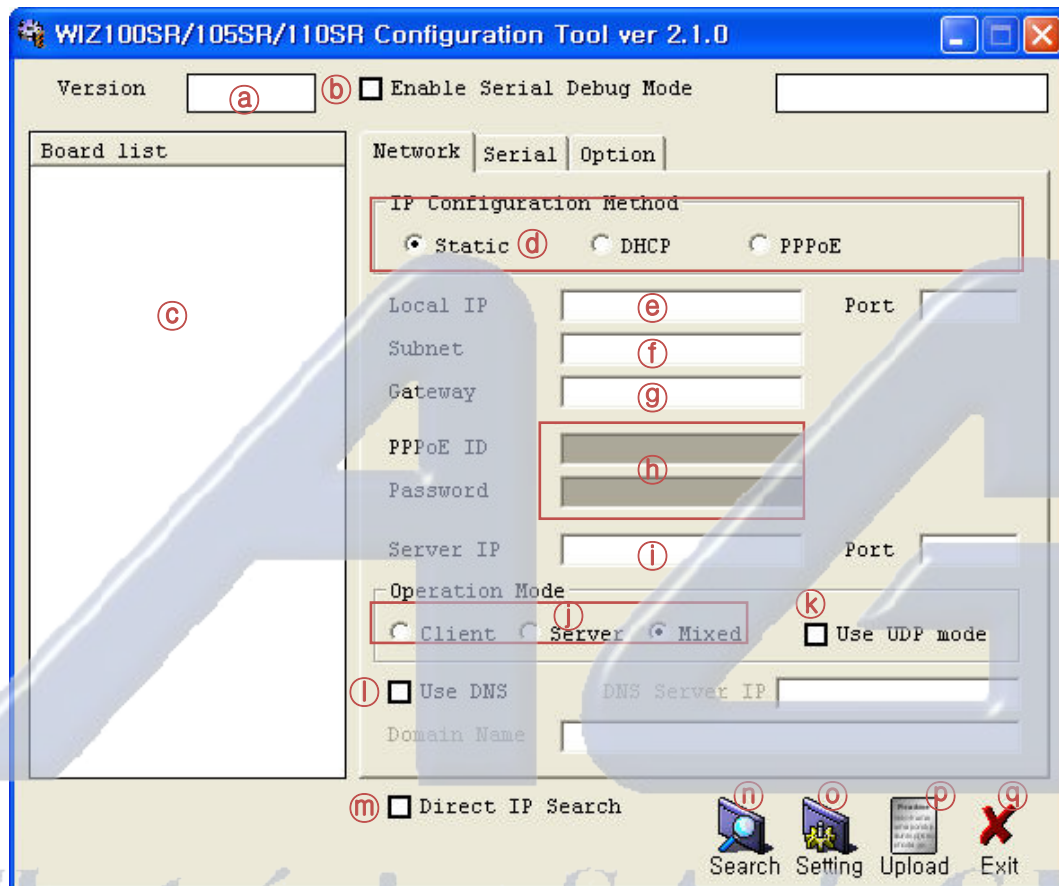 WIZ100SR/105SR/110SR Configuration Tool ver 2.1.0
Version ⓐ ⓑ Enable Serial Debug Mode
Board list
ⓒ
Network Serial Option
IP Configuration Method
Static ⓓ DHCP PPPoE
Local IP ⓔ Port
Subnet ⓕ
Gateway ⓖ
PPPoE ID
ⓗ
Password
Server IP ⓘ Port
Operation Mode
ⓙ ⓚ
Client Server Mixed Use UDP mode
ⓛ Use DNS DNS Server IP
Domain Name
ⓜ Direct IP Search
ⓝ ⓞ ⓟ ⓠ
Search Setting Upload Exit